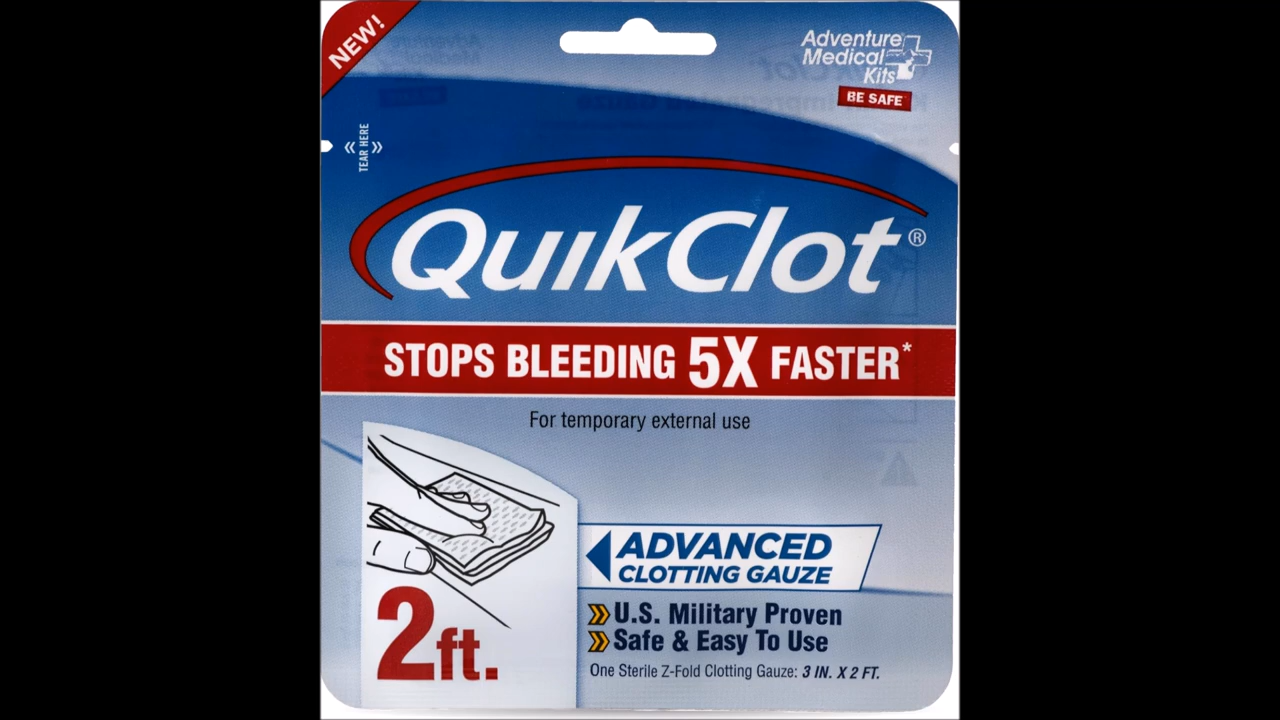 NEW!
Adventure
Medical
Kits
BE SAFE
« TEAR HERE »
QuikClot®
STOPS BLEEDING 5X FASTER*
For temporary external use
ADVANCED
CLOTTING GAUZE
2ft.
U.S. Military Proven
Safe & Easy To Use
One Sterile Z-Fold Clotting Gauze: 3 IN. X 2 FT.